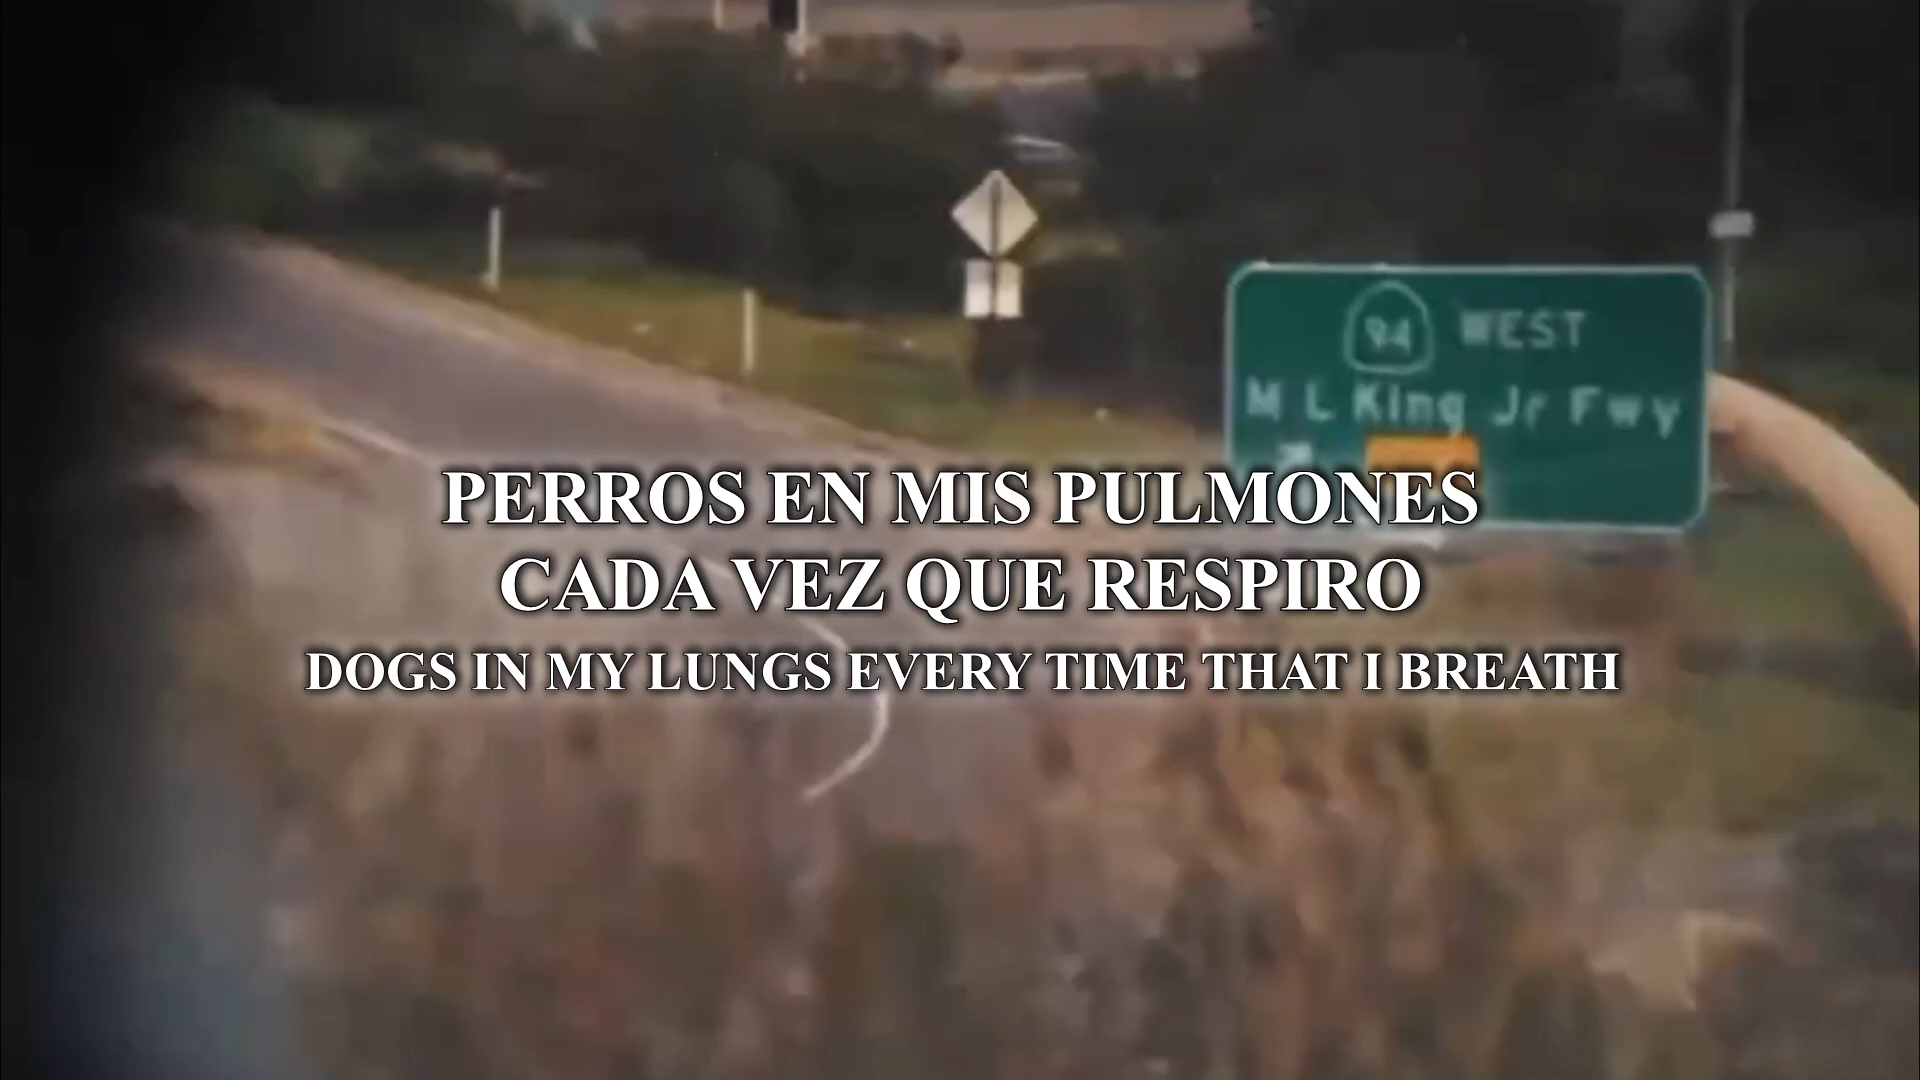 94 WEST
M L King Jr Fwy
PERROS EN MIS PULMONES
CADA VEZ QUE RESPIRO
DOGS IN MY LUNGS EVERY TIME THAT I BREATH